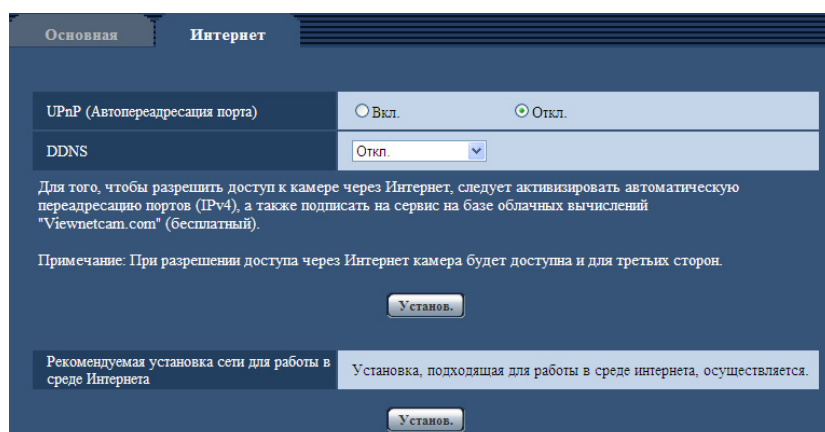 Основная Интернет
UPnP (Автопереадресация порта) Вкл. Откл.
DDNS Откл.
Для того, чтобы разрешить доступ к камере через Интернет, следует активизировать автоматическую
переадресацию портов (IPv4), а также подписать на сервис на базе облачных вычислений
"Viewnetcam.com" (бесплатный).
Примечание: При разрешении доступа через Интернет камера будет доступна и для третьих сторон.
Установ.
Рекомендуемая установка сети для работы в
среде Интернета
Установка, подходящая для работы в среде интернета, осуществляется.
Установ.